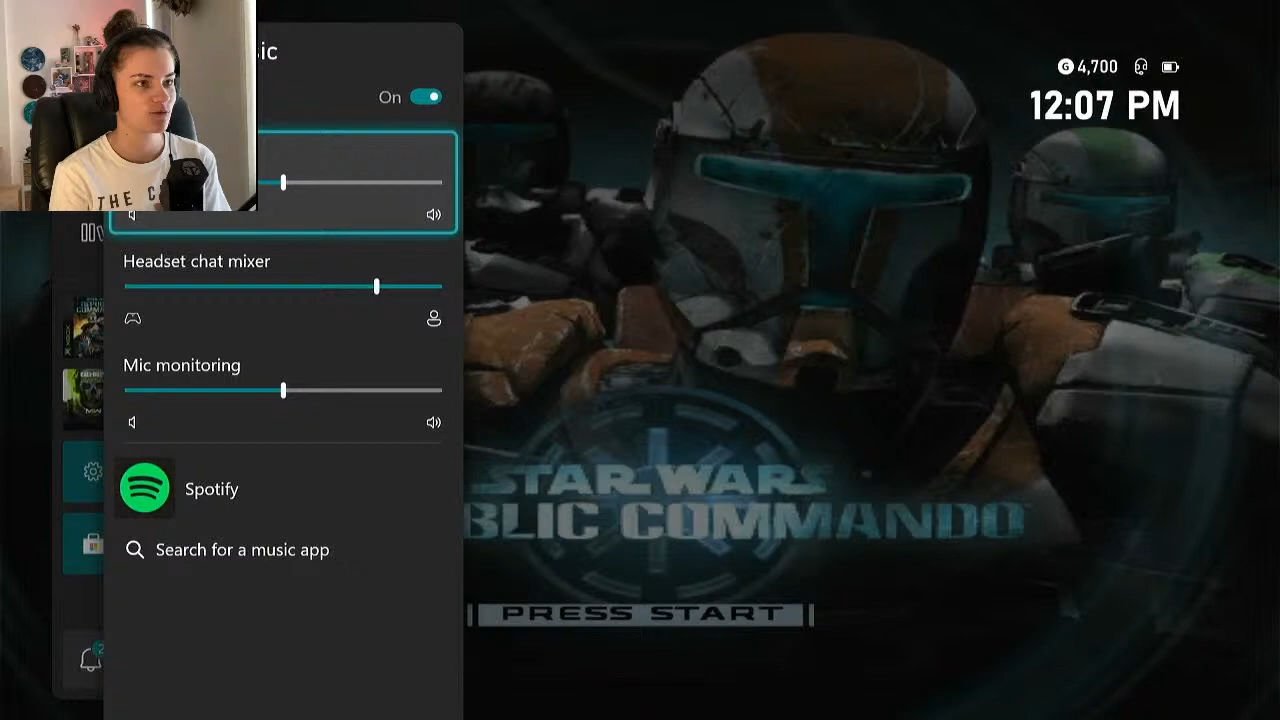 ic
On
Headset chat mixer
Mic monitoring
Spotify
Search for a music app
G 4,700
12:07 PM
THE C
STAR WARS
BLIC COMMANDO
PRESS START